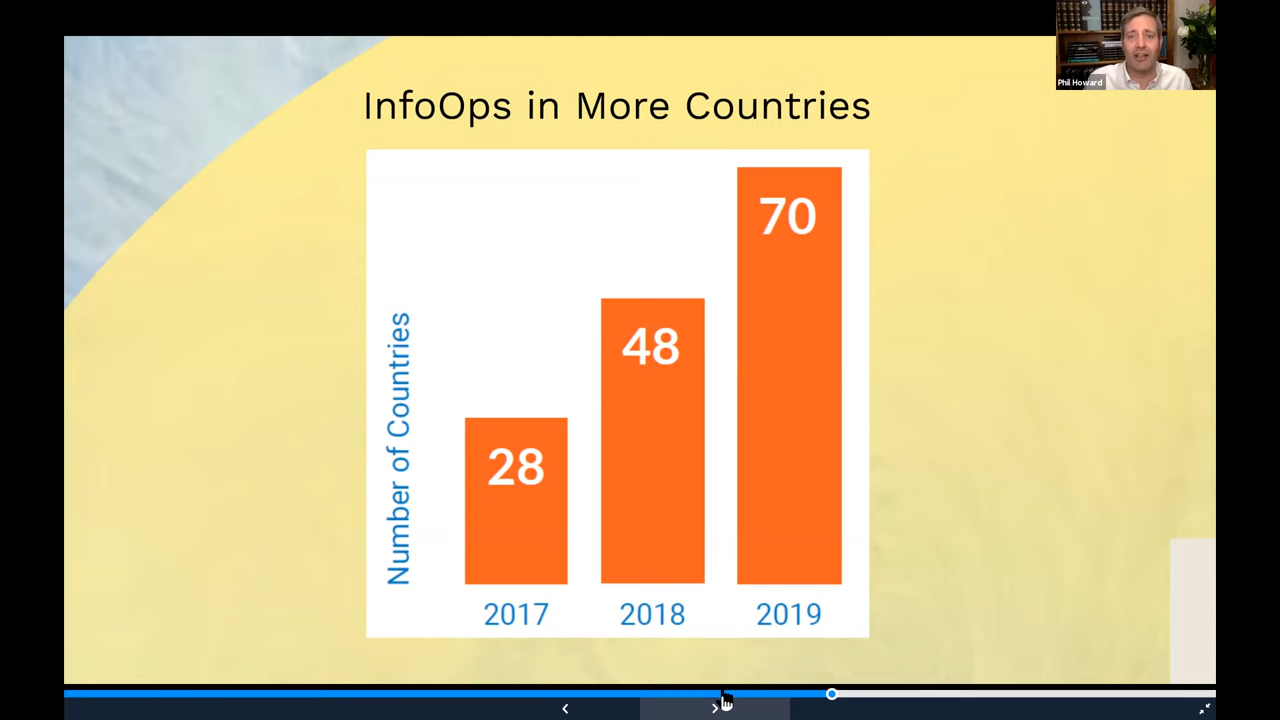 Phil Howard
InfoOps in More Countries
Number of Countries
28
48
70
2017
2018
2019